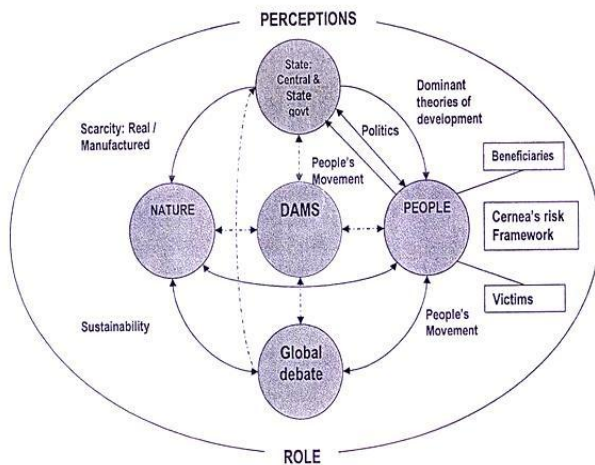 PERCEPTIONS
State:
Central &
State
govt
Dominant
theories of
development
Scarcity: Real /
Manufactured
Politics
People's
Movement
Beneficiaries
NATURE
DAMS
PEOPLE
Cernea's risk
Framework
Victims
Sustainability
People's
Movement
Global
debate
ROLE